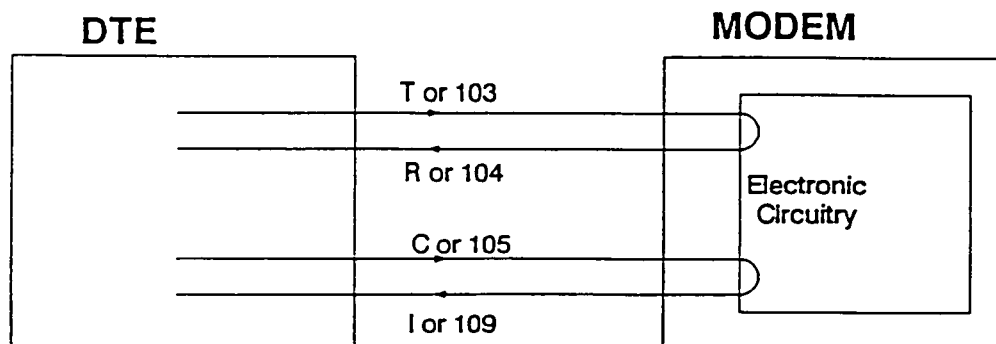 DTE
MODEM
T or 103
R or 104
Electronic
Circuitry
C or 105
I or 109